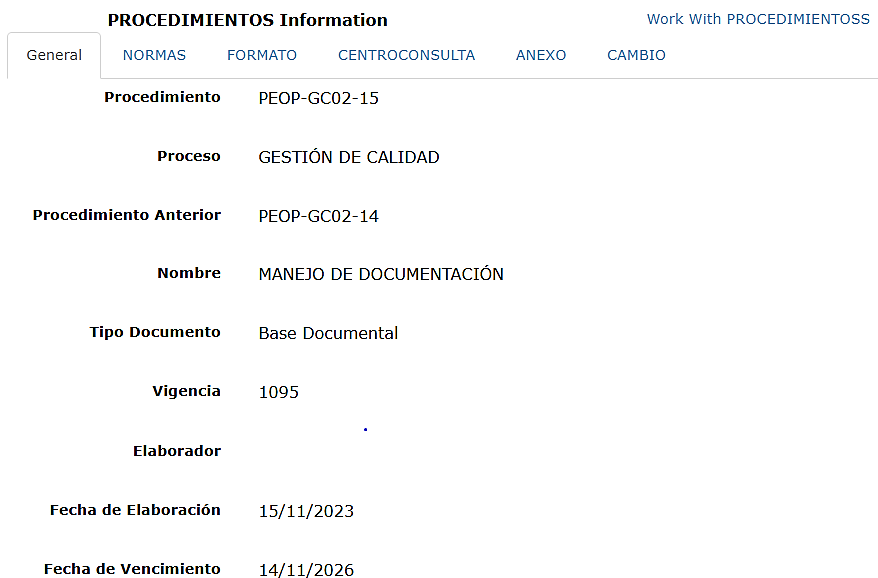 PROCEDIMIENTOS Information
Work With PROCEDIMIENTOSS
General NORMAS FORMATO CENTROCONSULTA ANEXO CAMBIO
Procedimiento PEOP-GC02-15
Proceso GESTIÓN DE CALIDAD
Procedimiento Anterior PEOP-GC02-14
Nombre MANEJO DE DOCUMENTACIÓN
Tipo Documento Base Documental
Vigencia 1095
Elaborador
Fecha de Elaboración 15/11/2023
Fecha de Vencimiento 14/11/2026